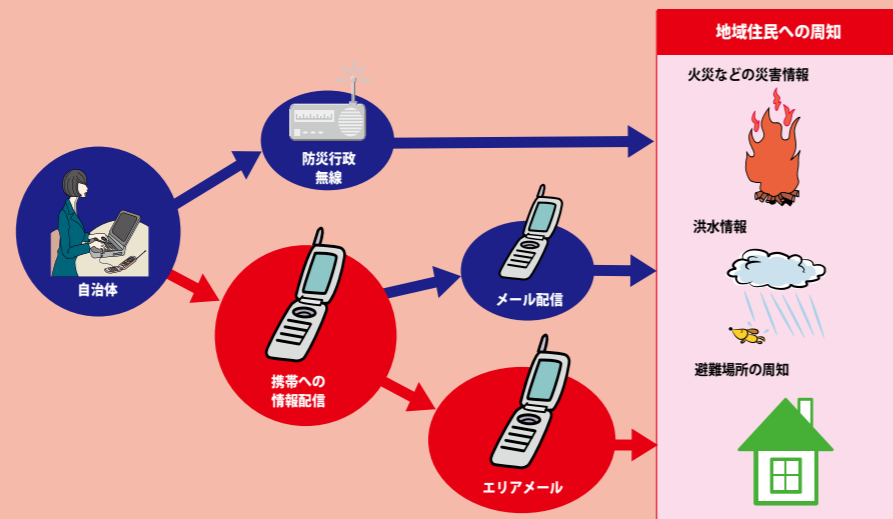 地域住民への周知
火災などの災害情報
防災行政
無線
洪水情報
自治体
メール配信
避難場所の周知
携帯への
情報配信
エリアメール